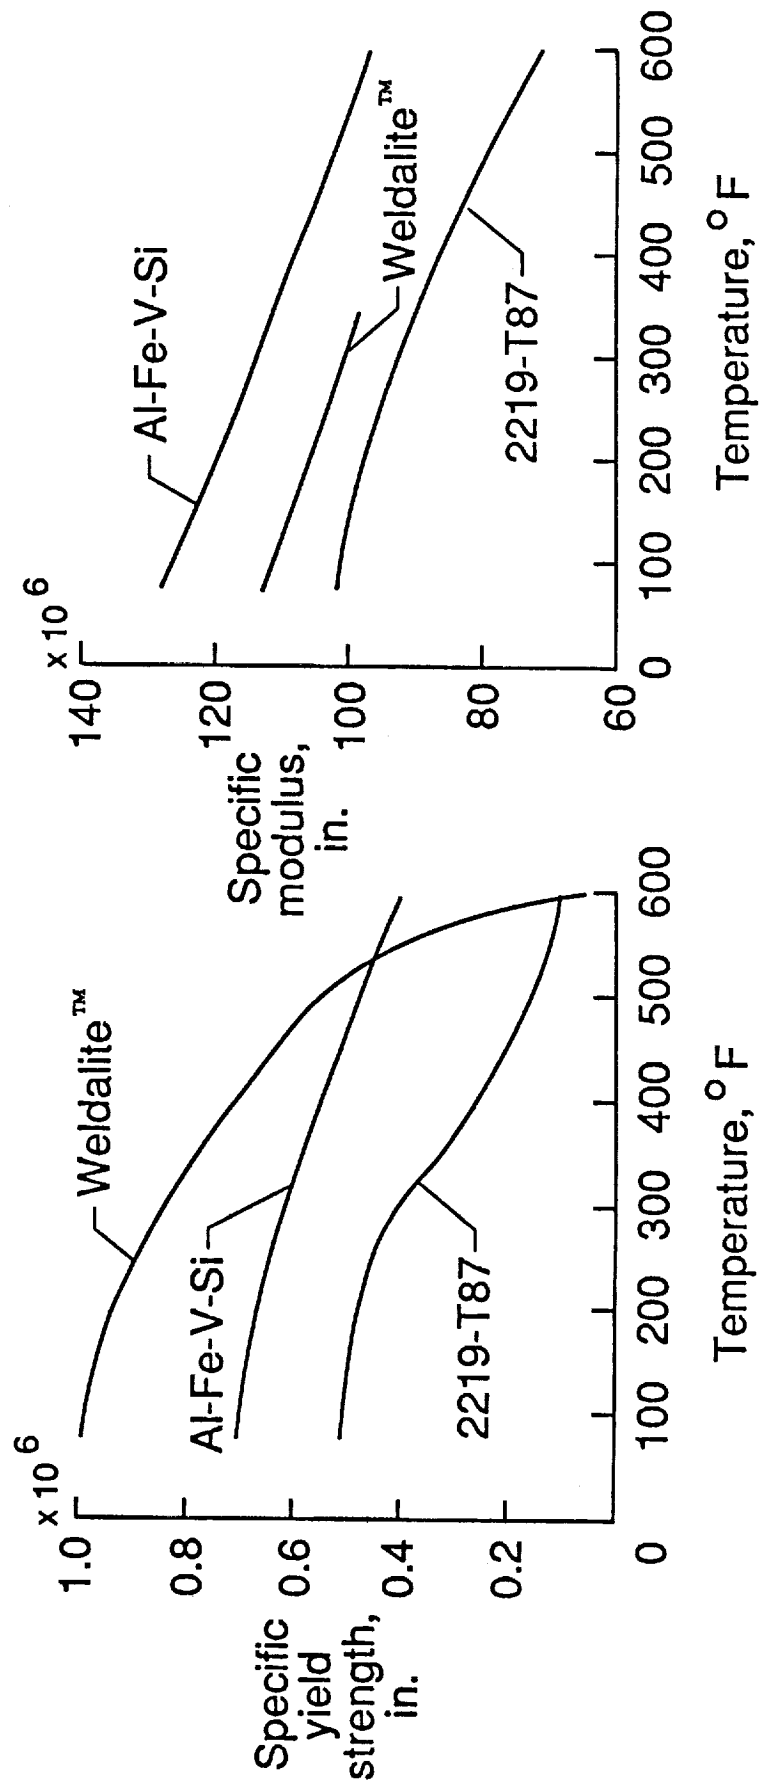 x 10 6
1.0
0.8
0.6
0.4
0.2
0
Specific
yield
strength,
in.
Weldalite™
Al-Fe-V-Si
2219-T87
100 200 300 400 500 600
Temperature, °F
x 10 6
140
120
100
80
60
Specific
modulus,
in.
Al-Fe-V-Si
Weldalite™
2219-T87
0 100 200 300 400 500 600
Temperature, °F